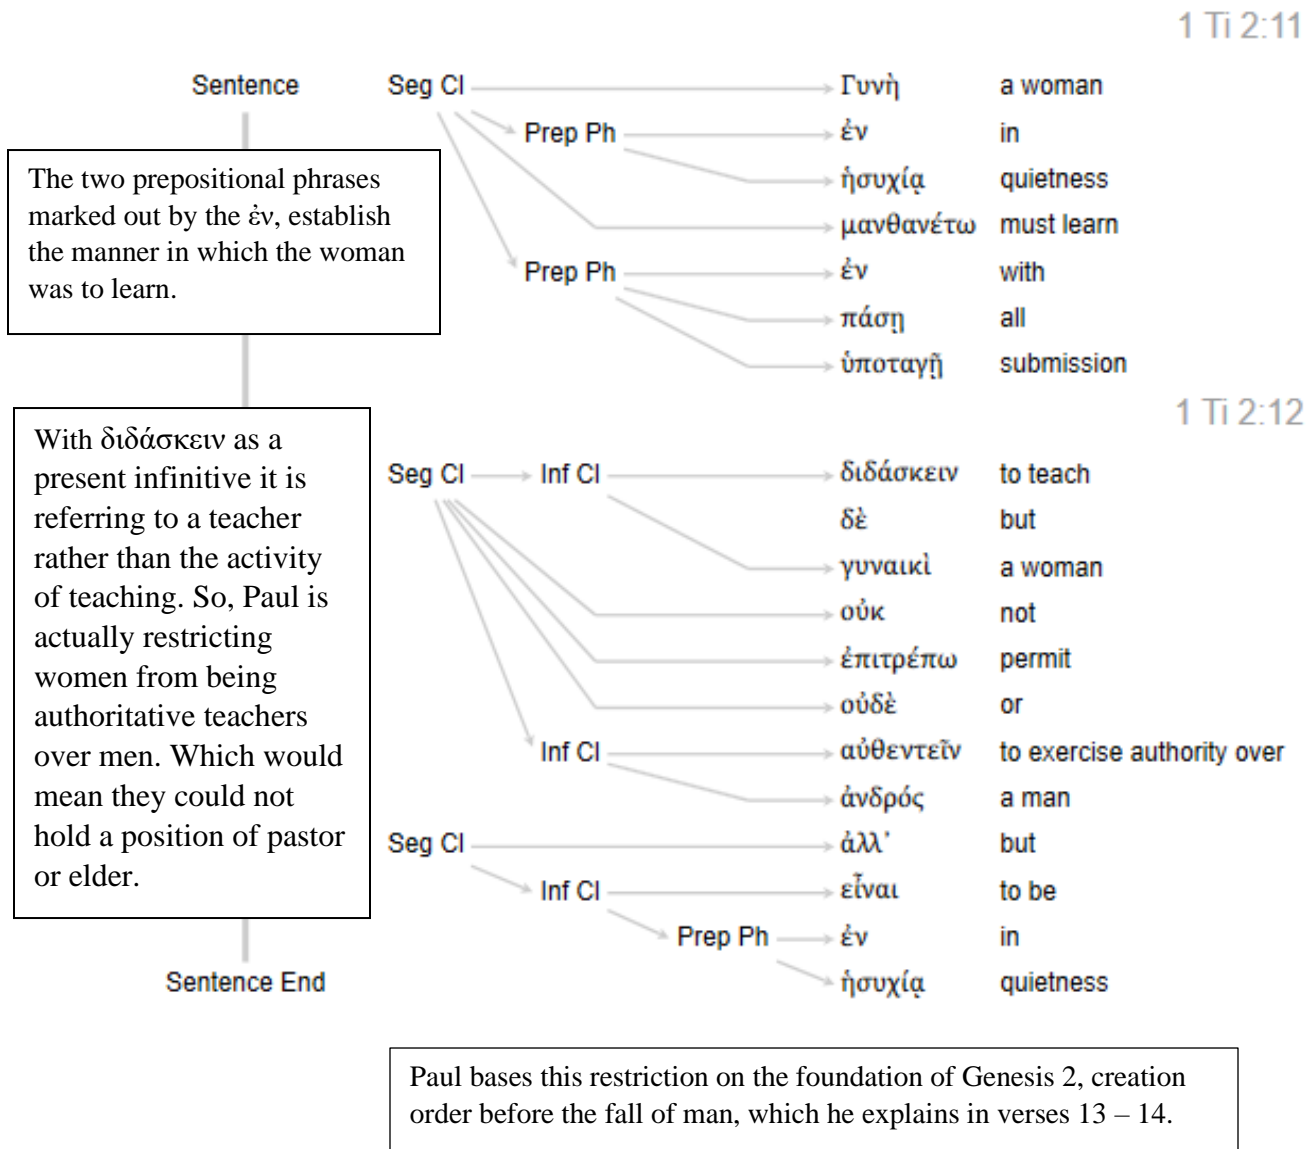 1 Ti 2:11
Sentence Seg Cl Γυνὴ a woman
Prep Ph ἐν in
ἡσυχίᾳ quietness
μανθανέτω must learn
Prep Ph ἐν with
πάσῃ all
ὑποταγῇ submission
The two prepositional phrases
marked out by the ἐν, establish
the manner in which the woman
was to learn.
1 Ti 2:12
Seg Cl Inf Cl διδάσκειν to teach
δὲ but
γυναικὶ a woman
οὐκ not
ἐπιτρέπω permit
οὐδὲ or
Inf Cl αὐθεντεῖν to exercise authority over
ἀνδρός a man
Seg Cl ἀλλ᾽ but
Inf Cl εἶναι to be
Prep Ph ἐν in
Sentence End ἡσυχίᾳ quietness
With διδάσκειν as a
present infinitive it is
referring to a teacher
rather than the activity
of teaching. So, Paul is
actually restricting
women from being
authoritative teachers
over men. Which would
mean they could not
hold a position of pastor
or elder.
Paul bases this restriction on the foundation of Genesis 2, creation
order before the fall of man, which he explains in verses 13 – 14.